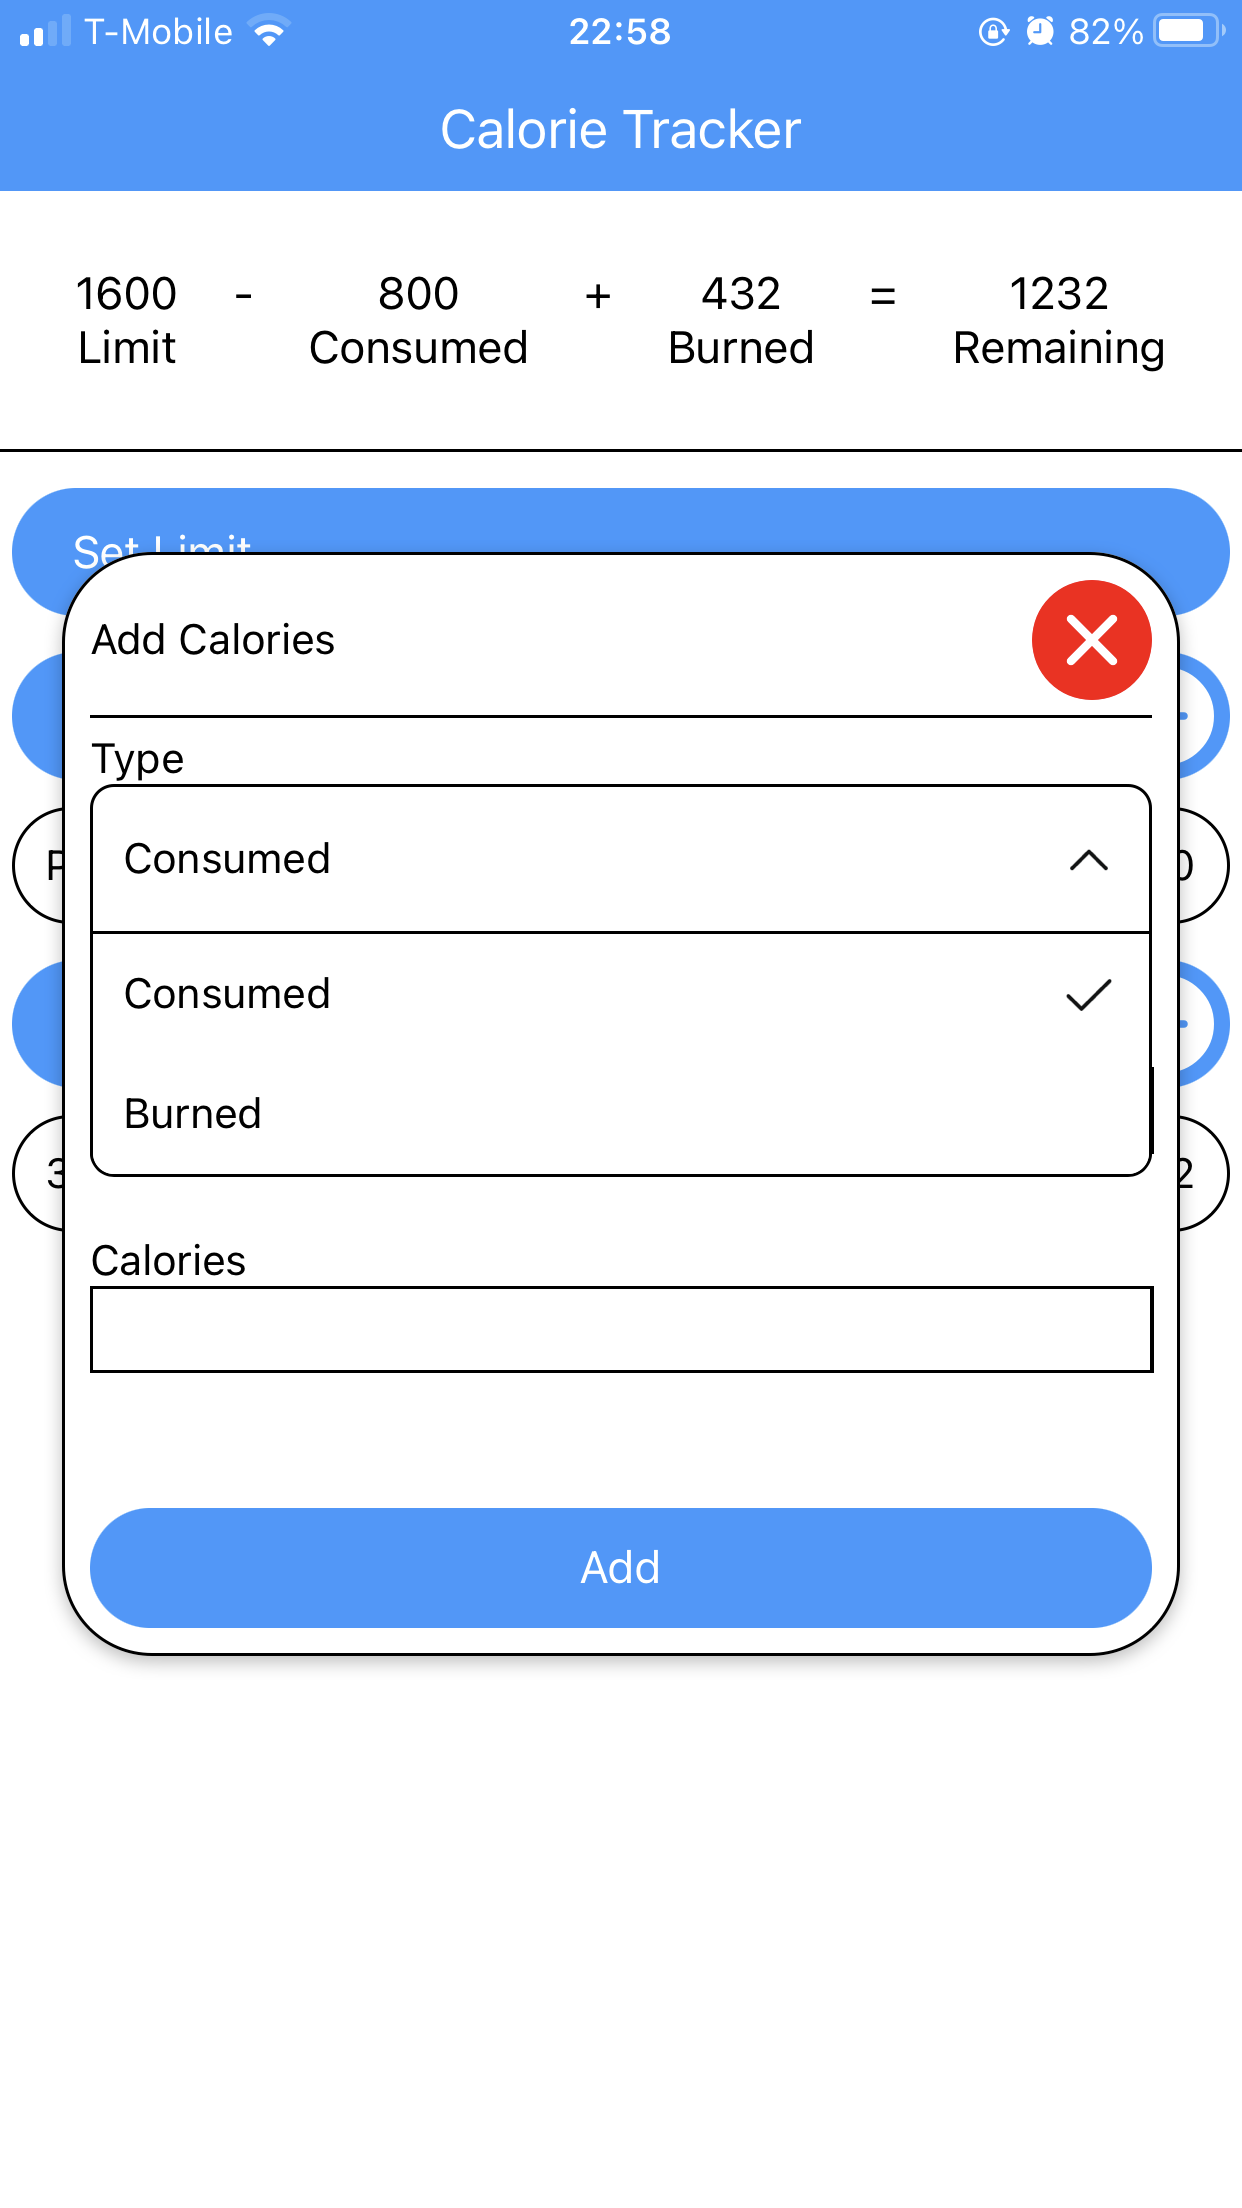 T-Mobile 22:58 82%
Calorie Tracker
1600 - 800 + 432 = 1232
Limit Consumed Burned Remaining
Set Limit
Add Calories
Type
Consumed
Consumed
Burned
Calories
Add